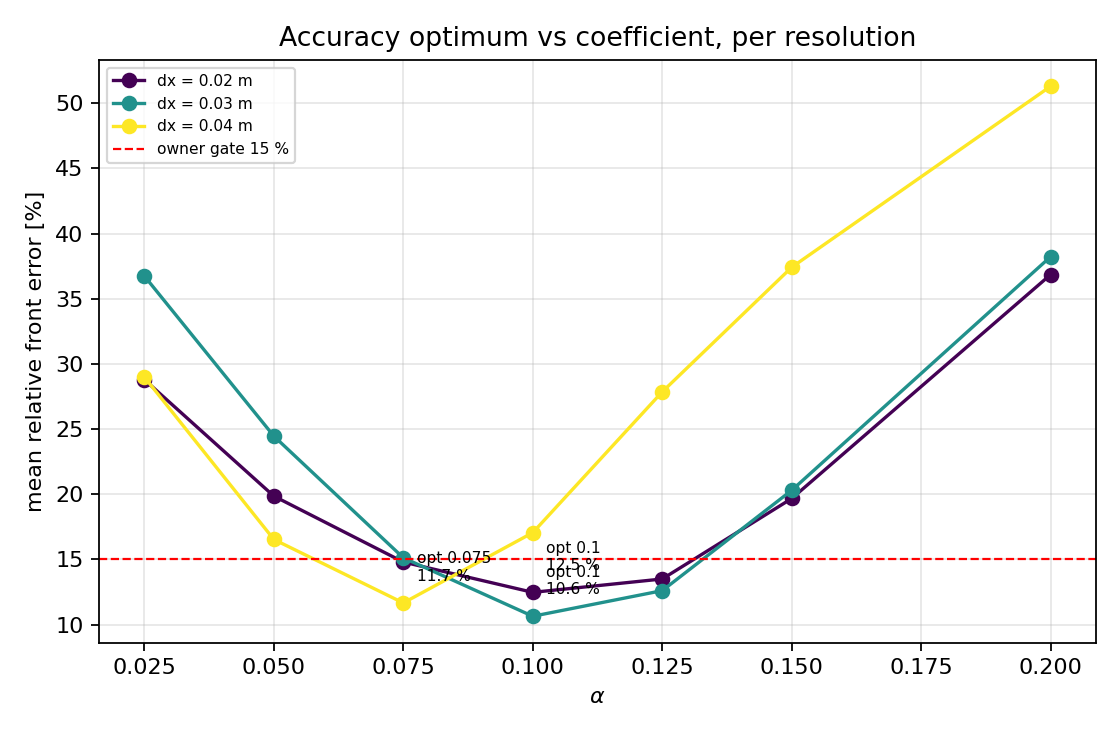 Accuracy optimum vs coefficient, per resolution
dx = 0.02 m
dx = 0.03 m
dx = 0.04 m
owner gate 15 %
mean relative front error [%]
50
45
40
35
30
25
20
15
10
opt 0.075
11.7 %
opt 0.1
12.5 %
opt 0.1
10.6 %
0.025
0.050
0.075
0.100
0.125
0.150
0.175
0.200
α